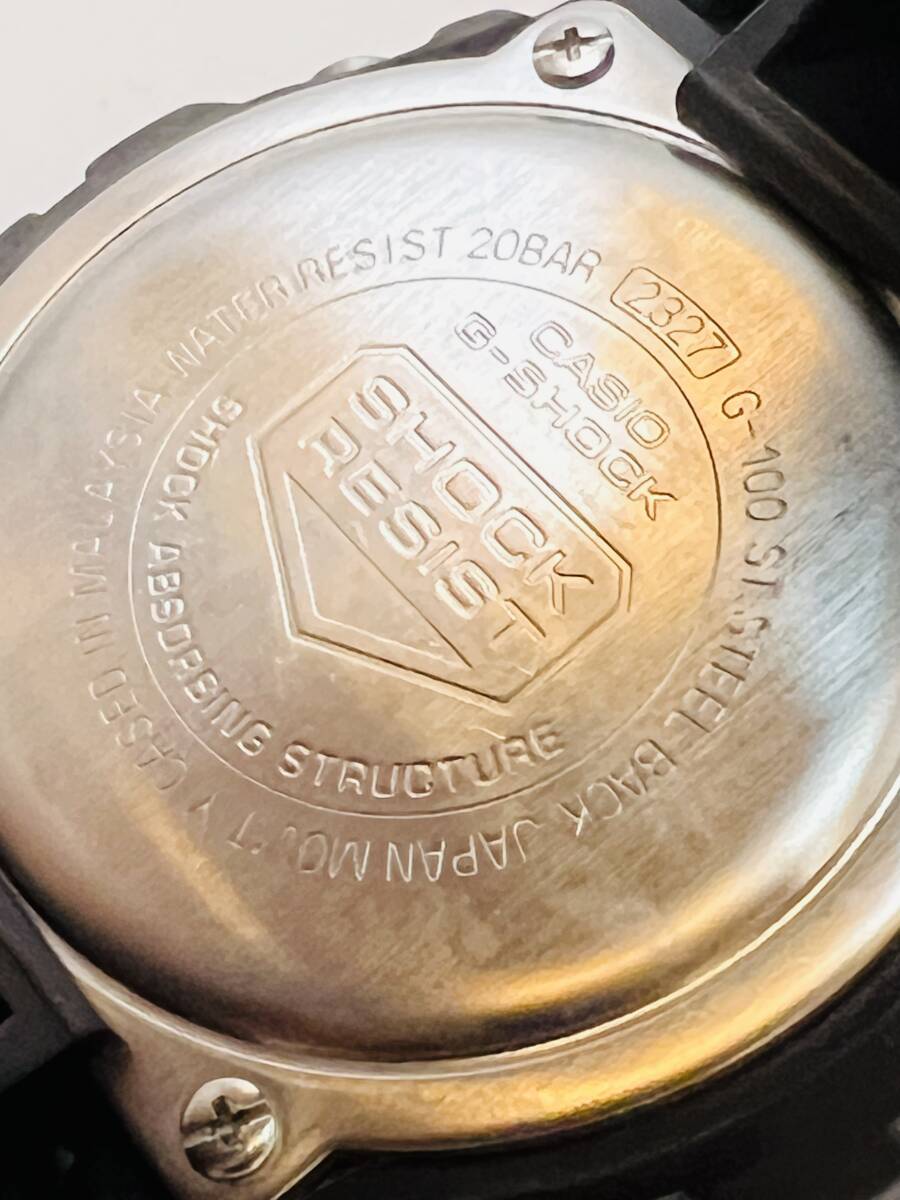 CASIO
G-SHOCK
SHOCK
RESIST
SHOCK ABSORBING STRUCTURE
WATER RESIST 20BAR 2327 G-100 ST.STEEL BACK JAPAN MOV'T Y CASED IN MALAYSIA